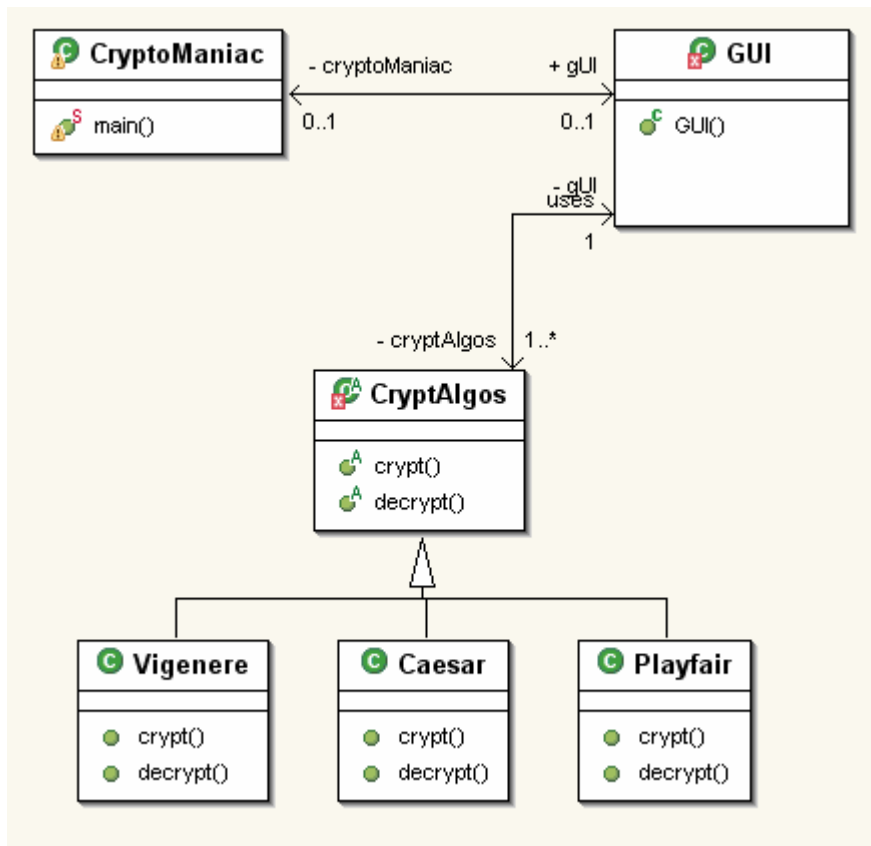 CryptoManiac
main()
- cryptoManiac
+ gUI
0..1
0..1
GUI
GUI()
- gUI
uses
1
- cryptAlgos
1..*
CryptAlgos
crypt()
decrypt()
Vigenere
crypt()
decrypt()
Caesar
crypt()
decrypt()
Playfair
crypt()
decrypt()